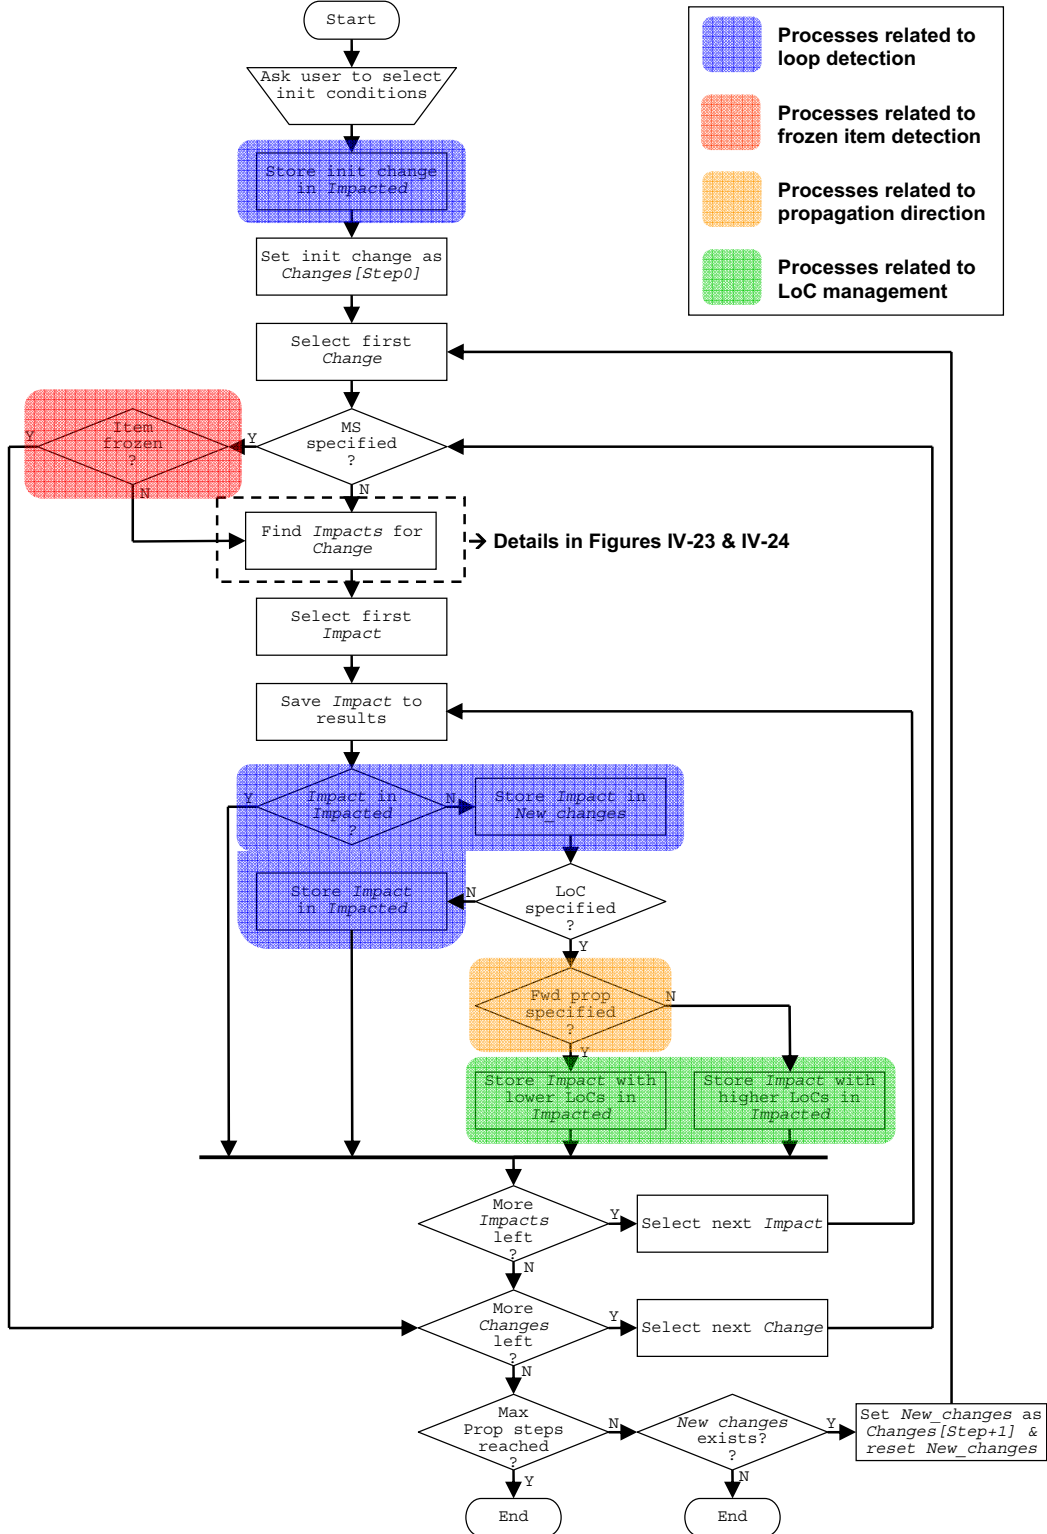 Start
Ask user to select
init conditions
Store init change
in Impacted
Set init change as
Changes[Step0]
Select first
Change
Processes related to
loop detection
Processes related to
frozen item detection
Processes related to
propagation direction
Processes related to
LoC management
Item
frozen
?
Y
N
MS
specified
?
Y
N
Find Impacts for
Change
→ Details in Figures IV-23 & IV-24
Select first
Impact
Save Impact to
results
Impact in
Impacted
?
Y
N
Store Impact in
New_changes
Store Impact
in Impacted
N
LoC
specified
?
Y
Fwd prop
specified
?
N
Y
Store Impact with
lower LoCs in
Impacted
Store Impact with
higher LoCs in
Impacted
More
Impacts
left
?
Y
N
Select next Impact
More
Changes
left
?
Y
N
Select next Change
Max
Prop steps
reached
?
N
Y
New changes
exists?
?
Y
N
Set New_changes as
Changes[Step+1] &
reset New_changes
End
End